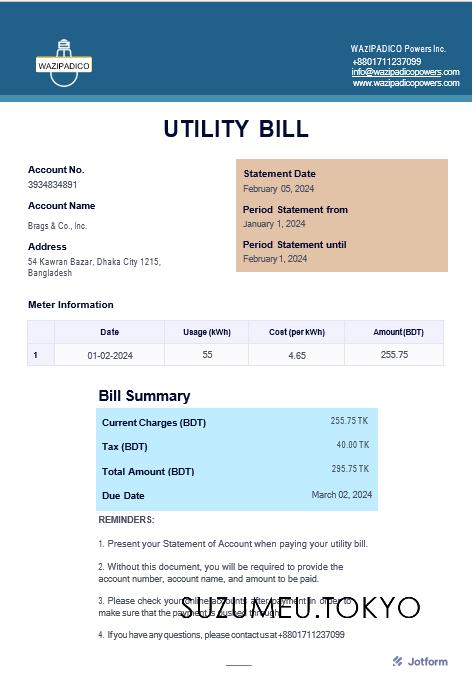 WAZIPADICO
WAZIPADICO Powers Inc.
+8801711237099
info@wazipadicopowers.com
www.wazipadicopowers.com
UTILITY BILL
Account No.
3934834891
Account Name
Brags & Co., Inc.
Address
54 Kawran Bazar, Dhaka City 1215,
Bangladesh
Statement Date
February 05, 2024
Period Statement from
January 1, 2024
Period Statement until
February 1, 2024
Meter Information
Date Usage (kWh) Cost (per kWh) Amount (BDT)
1 01-02-2024 55 4.65 255.75
Bill Summary
Current Charges (BDT) 255.75 TK
Tax (BDT) 40.00 TK
Total Amount (BDT) 295.75 TK
Due Date March 02, 2024
REMINDERS:
1. Present your Statement of Account when paying your utility bill.
2. Without this document, you will be required to provide the
account number, account name, and amount to be paid.
3. Please check your online accounts after payment in order to
make sure that the payment is pushed through.
SUZUMEU.TOKYO
4. If you have any questions, please contact us at +8801711237099
Jotform